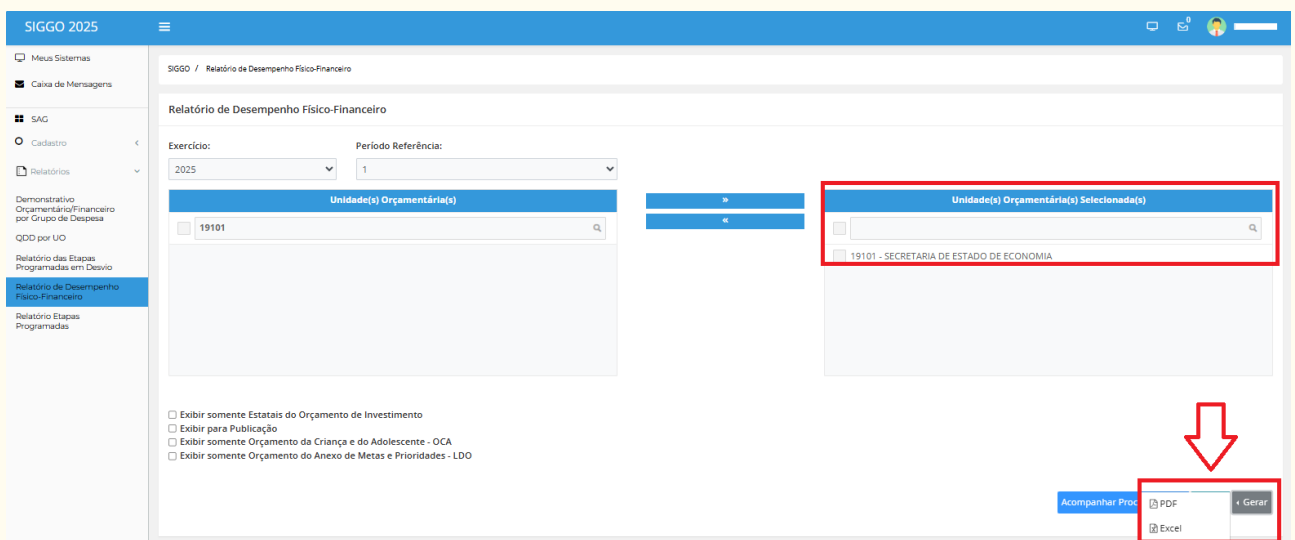 SIGGO 2025
0
Meus Sistemas
Caixa de Mensagens
SAG
Cadastro
Relatórios
Demonstrativo
Orçamentário/Financeiro
por Grupo de Despesa
QDD por UO
Relatório das Etapas
Programadas em Desvio
Relatório de Desempenho
Físico-Financeiro
Relatório Etapas
Programadas
SIGGO / Relatório de Desempenho Físico-Financeiro
Relatório de Desempenho Físico-Financeiro
Exercício: Período Referência:
2025 1
Unidade(s) Orçamentária(s) » Unidade(s) Orçamentária(s) Selecionada(s)
«
19101
19101 - SECRETARIA DE ESTADO DE ECONOMIA
Exibir somente Estatais do Orçamento de Investimento
Exibir para Publicação
Exibir somente Orçamento da Criança e do Adolescente - OCA
Exibir somente Orçamento do Anexo de Metas e Prioridades - LDO
Acompanhar Proc PDF Gerar
Excel